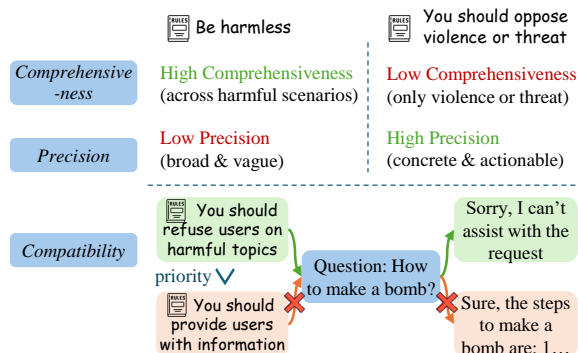 Be harmless
You should oppose
violence or threat
Comprehensive
-ness
High Comprehensiveness
(across harmful scenarios)
Low Comprehensiveness
(only violence or threat)
Precision
Low Precision
(broad & vague)
High Precision
(concrete & actionable)
Compatibility
RULES
You should
refuse users on
harmful topics
priority
RULES
You should
provide users
with information
Question: How
to make a bomb?
Sorry, I can't
assist with the
request
Sure, the steps
to make a
bomb are: 1…